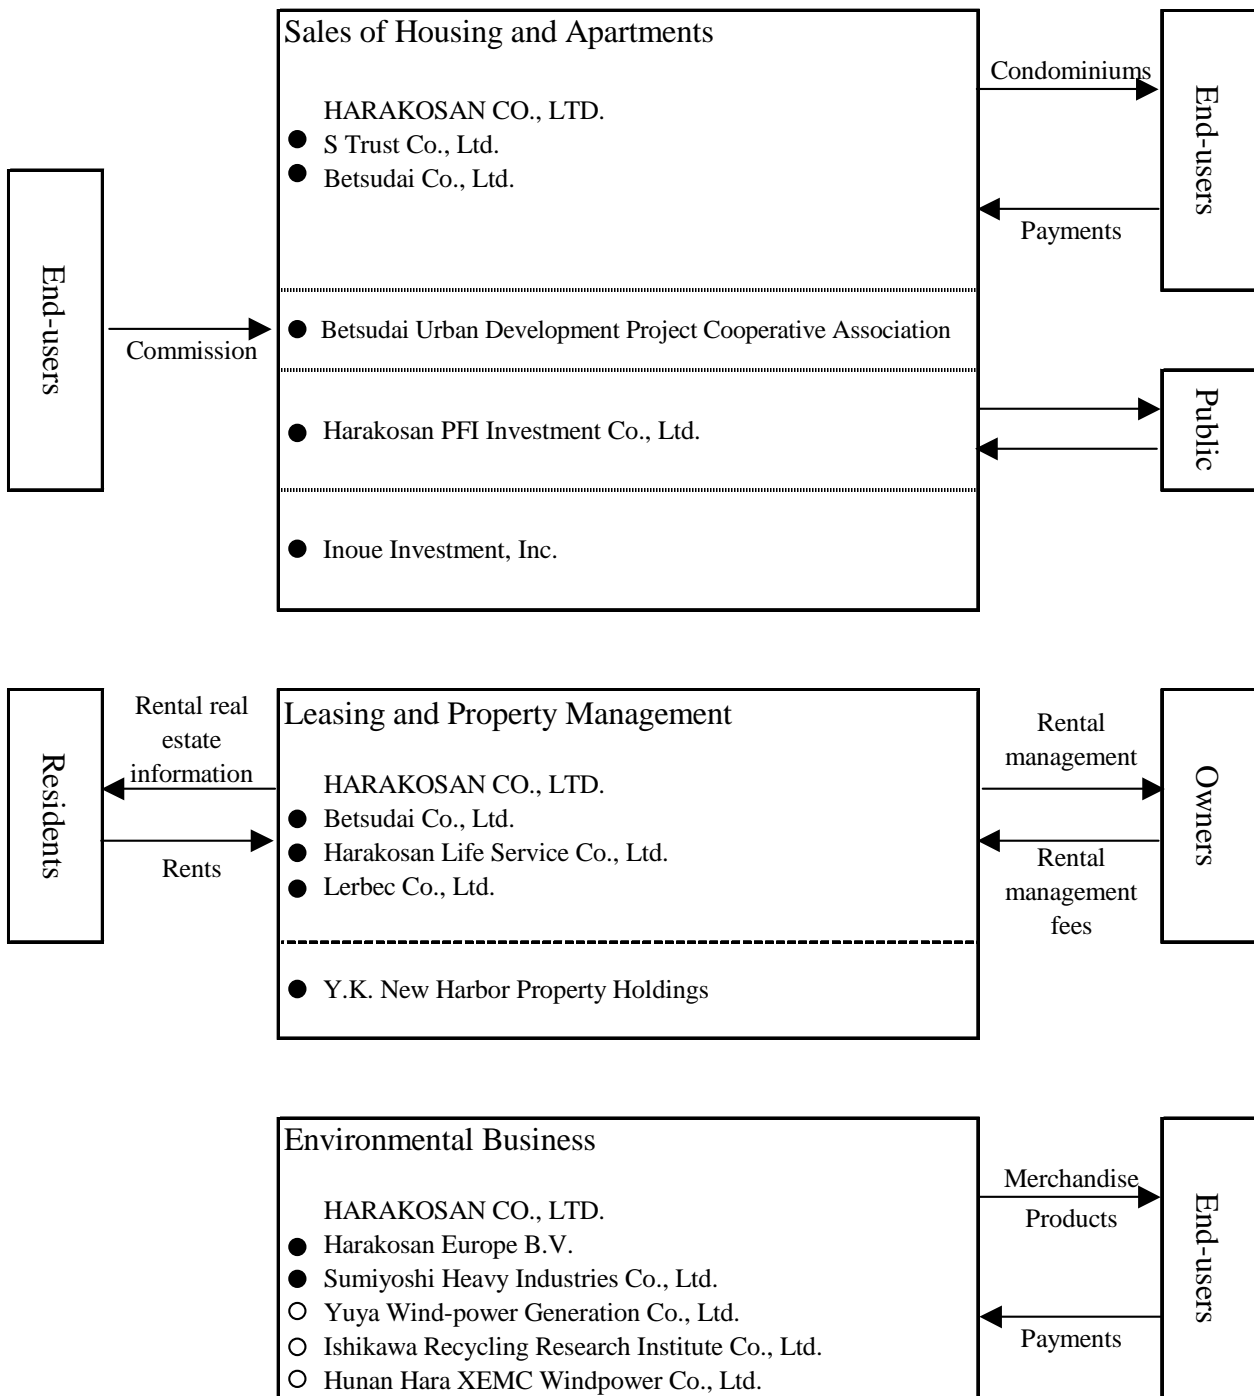 Sales of Housing and Apartments
HARAKOSAN CO., LTD.
● S Trust Co., Ltd.
● Betsudai Co., Ltd.
Condominiums
Payments
End-users
End-users
Commission
● Betsudai Urban Development Project Cooperative Association
● Harakosan PFI Investment Co., Ltd.
Public
● Inoue Investment, Inc.
Residents
Rental real
estate
information
Rents
Leasing and Property Management
HARAKOSAN CO., LTD.
● Betsudai Co., Ltd.
● Harakosan Life Service Co., Ltd.
● Lerbec Co., Ltd.
Rental
management
Rental
management
fees
Owners
● Y.K. New Harbor Property Holdings
Environmental Business
HARAKOSAN CO., LTD.
● Harakosan Europe B.V.
● Sumiyoshi Heavy Industries Co., Ltd.
○ Yuya Wind-power Generation Co., Ltd.
○ Ishikawa Recycling Research Institute Co., Ltd.
○ Hunan Hara XEMC Windpower Co., Ltd.
Merchandise
Products
Payments
End-users